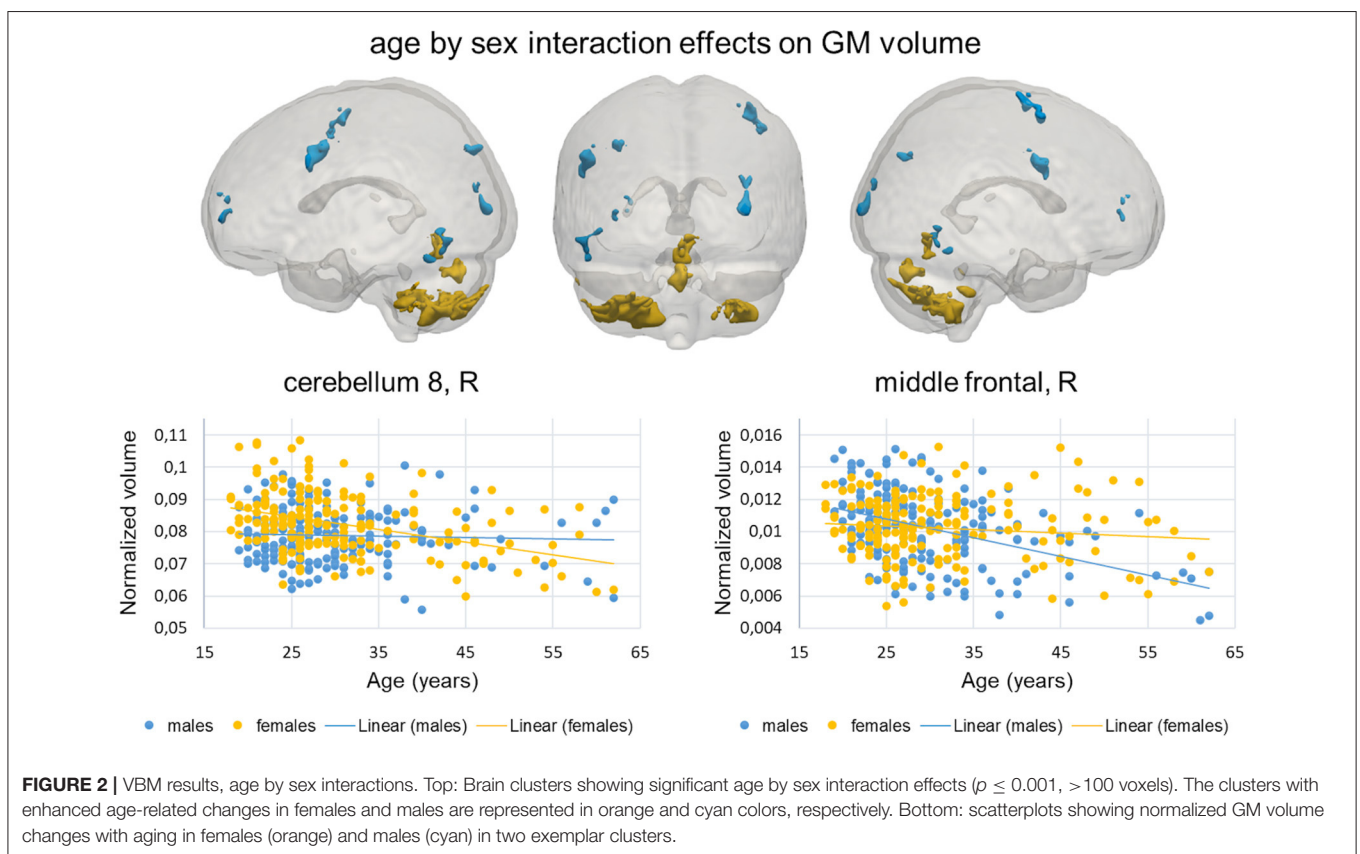 age by sex interaction effects on GM volume
cerebellum 8, R
Normalized volume
0,11
0,1
0,09
0,08
0,07
0,06
0,05
15 25 35 45 55 65
Age (years)
males females Linear (males) Linear (females)
middle frontal, R
Normalized volume
0,016
0,014
0,012
0,01
0,008
0,006
0,004
15 25 35 45 55 65
Age (years)
males females Linear (males) Linear (females)
FIGURE 2 | VBM results, age by sex interactions. Top: Brain clusters showing significant age by sex interaction effects (p ≤ 0.001, >100 voxels). The clusters with
enhanced age-related changes in females and males are represented in orange and cyan colors, respectively. Bottom: scatterplots showing normalized GM volume
changes with aging in females (orange) and males (cyan) in two exemplar clusters.